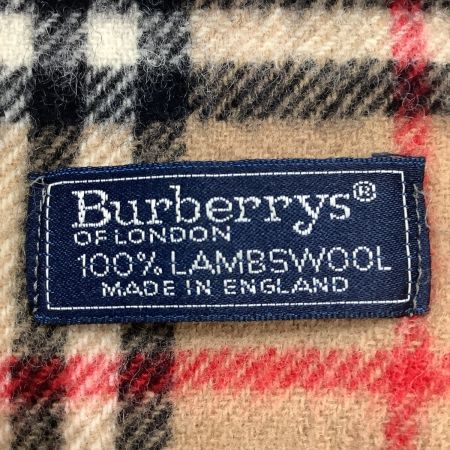 Burberrys®
OF LONDON
100% LAMBSWOOL
MADE IN ENGLAND